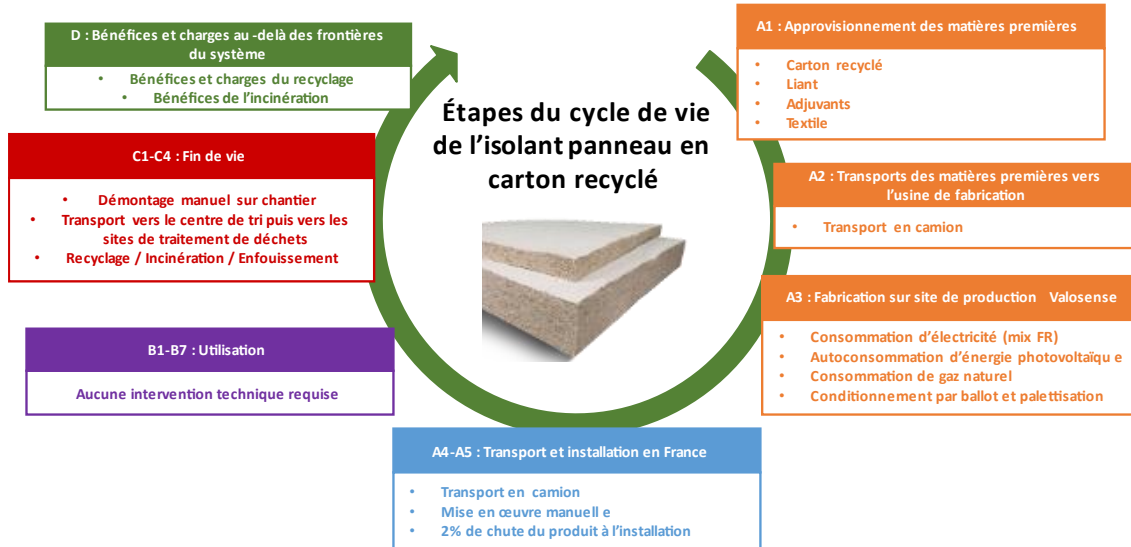 Étapes du cycle de vie
de l'isolant panneau en
carton recyclé
A1 : Approvisionnement des matières premières
• Carton recyclé
• Liant
• Adjuvants
• Textile
A2 : Transports des matières premières vers
l'usine de fabrication
• Transport en camion
A3 : Fabrication sur site de production Valosense
• Consommation d'électricité (mix FR)
• Autoconsommation d'énergie photovoltaïqu e
• Consommation de gaz naturel
• Conditionnement par ballot et palettisation
A4-A5 : Transport et installation en France
• Transport en camion
• Mise en œuvre manuell e
• 2% de chute du produit à l'installation
B1-B7 : Utilisation
Aucune intervention technique requise
C1-C4 : Fin de vie
• Démontage manuel sur chantier
• Transport vers le centre de tri puis vers les
sites de traitement de déchets
• Recyclage / Incinération / Enfouissement
D : Bénéfices et charges au -delà des frontières
du système
• Bénéfices et charges du recyclage
• Bénéfices de l'incinération